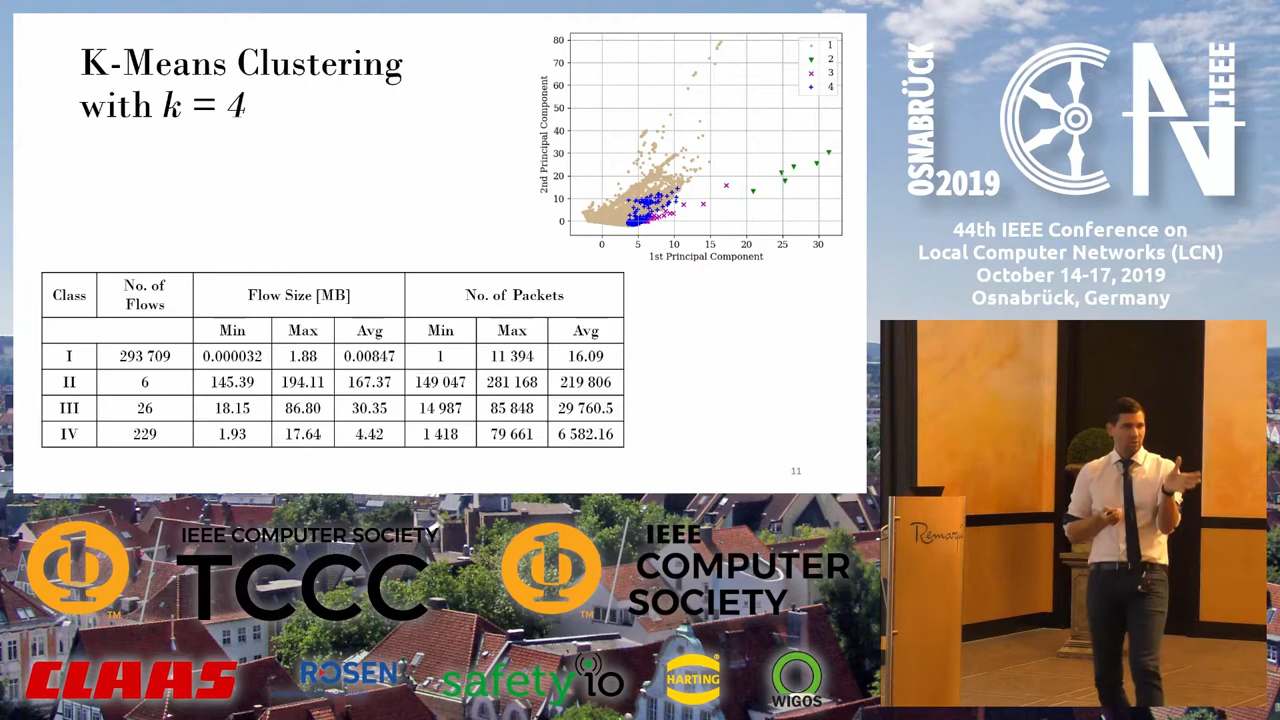 K-Means Clustering
with k = 4
80
70
60
50
40
30
20
10
0
2nd Principal Component
0 5 10 15 20 25 30
1st Principal Component
1
2
3
4
Class No. of Flows Flow Size [MB] No. of Packets
Min Max Avg Min Max Avg
I 293 709 0.000032 1.88 0.00847 1 11 394 16.09
II 6 145.39 194.11 167.37 149 047 281 168 219 806
III 26 18.15 86.80 30.35 14 987 85 848 29 760.5
IV 229 1.93 17.64 4.42 1 418 79 661 6 582.16
11
OSNABRÜCK
2019
CN
IEEE
44th IEEE Conference on
Local Computer Networks (LCN)
October 14-17, 2019
Osnabrück, Germany
IEEE COMPUTER SOCIETY
TCCC
TM
IEEE
COMPUTER
SOCIETY
TM
CLAAS
ROSEN
safety io
HARTING
WIGOS